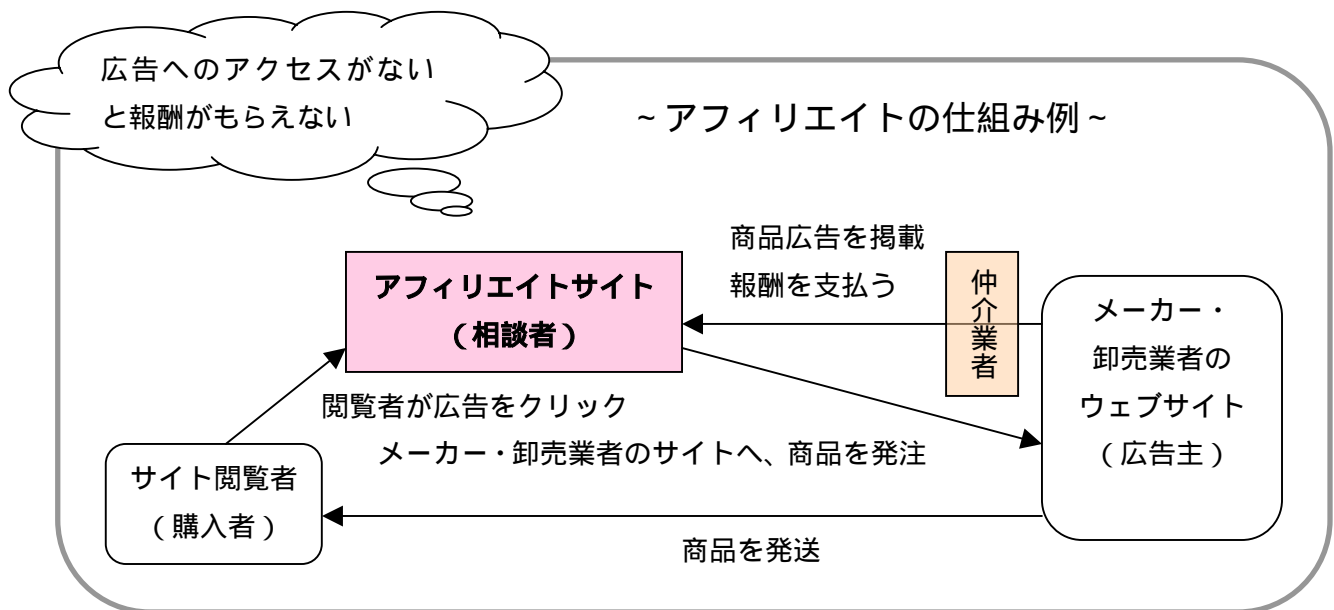 広告へのアクセスがない
と報酬がもらえない
~アフィリエイトの仕組み例~
商品広告を掲載
報酬を支払う
仲介業者
アフィリエイトサイト
(相談者)
メーカー・
卸売業者の
ウェブサイト
(広告主)
閲覧者が広告をクリック
メーカー・卸売業者のサイトへ、商品を発注
サイト閲覧者
(購入者)
商品を発送